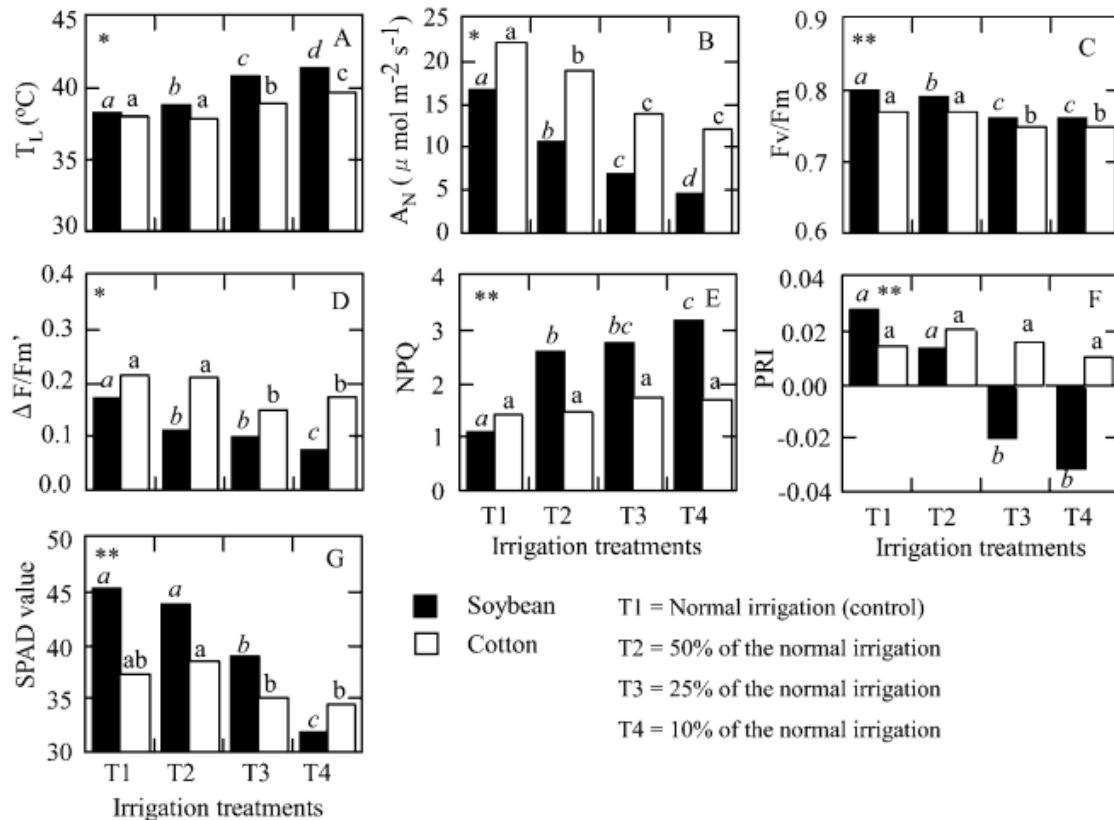 45
40
35
30
T_L (ºC)
*
A
a a b a c b d c
25
20
15
10
5
0
A_N ( μ mol m⁻² s⁻¹)
*
B
a a b b c c d c
0.9
0.8
0.7
0.6
Fv/Fm
**
C
a a b a c b c b
0.4
0.3
0.2
0.1
0.0
Δ F/Fm'
*
D
a a b a b b c b
4
3
2
1
0
NPQ
**
E
a a b a bc a c a
T1 T2 T3 T4
Irrigation treatments
0.04
0.02
0.00
-0.02
-0.04
PRI
**
F
a a a a b a b a
T1 T2 T3 T4
Irrigation treatments
50
45
40
35
30
SPAD value
**
G
a ab a a b b c b
T1 T2 T3 T4
Irrigation treatments
Soybean
Cotton
T1 = Normal irrigation (control)
T2 = 50% of the normal irrigation
T3 = 25% of the normal irrigation
T4 = 10% of the normal irrigation